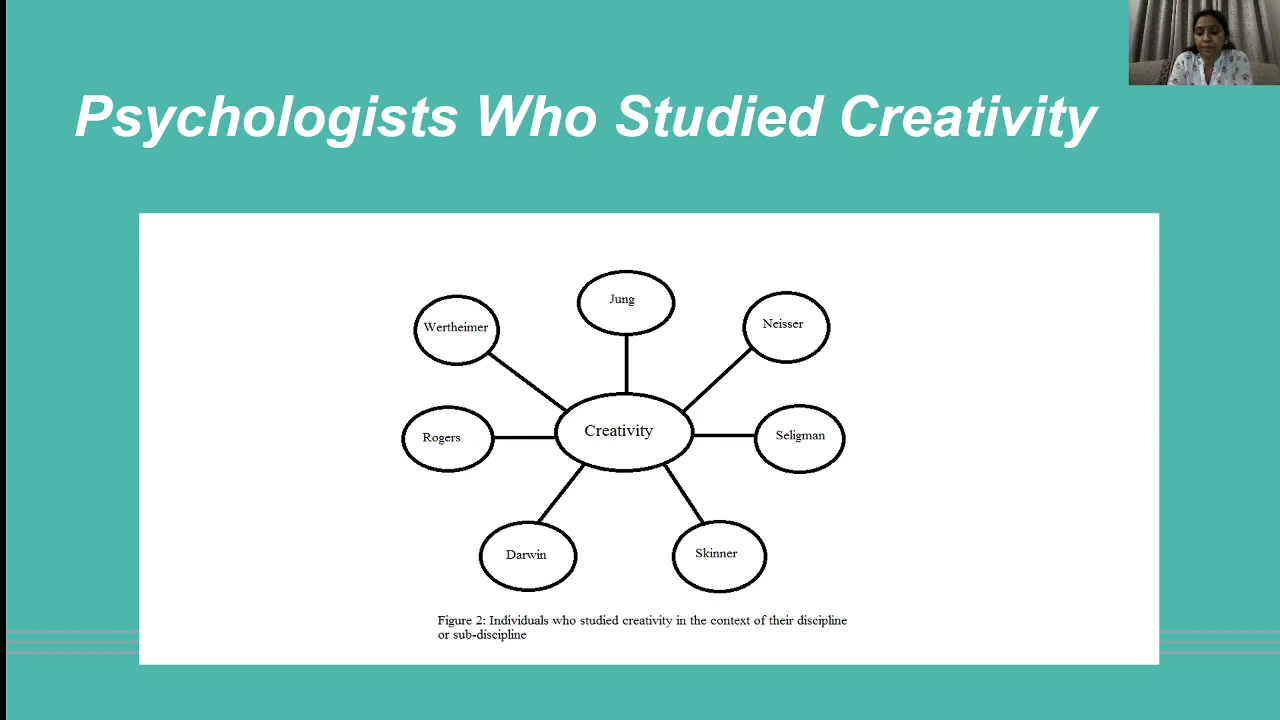 Psychologists Who Studied Creativity
Jung
Wertheimer
Neisser
Rogers
Creativity
Seligman
Darwin
Skinner
Figure 2: Individuals who studied creativity in the context of their discipline
or sub-discipline